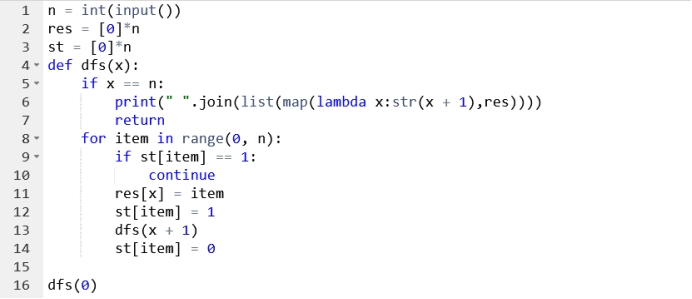 1 n = int(input())
2 res = [0]*n
3 st = [0]*n
4 def dfs(x):
5     if x == n:
6         print(" ".join(list(map(lambda x:str(x + 1),res))))
7         return
8     for item in range(0, n):
9         if st[item] == 1:
10             continue
11         res[x] = item
12         st[item] = 1
13         dfs(x + 1)
14         st[item] = 0
15
16 dfs(0)